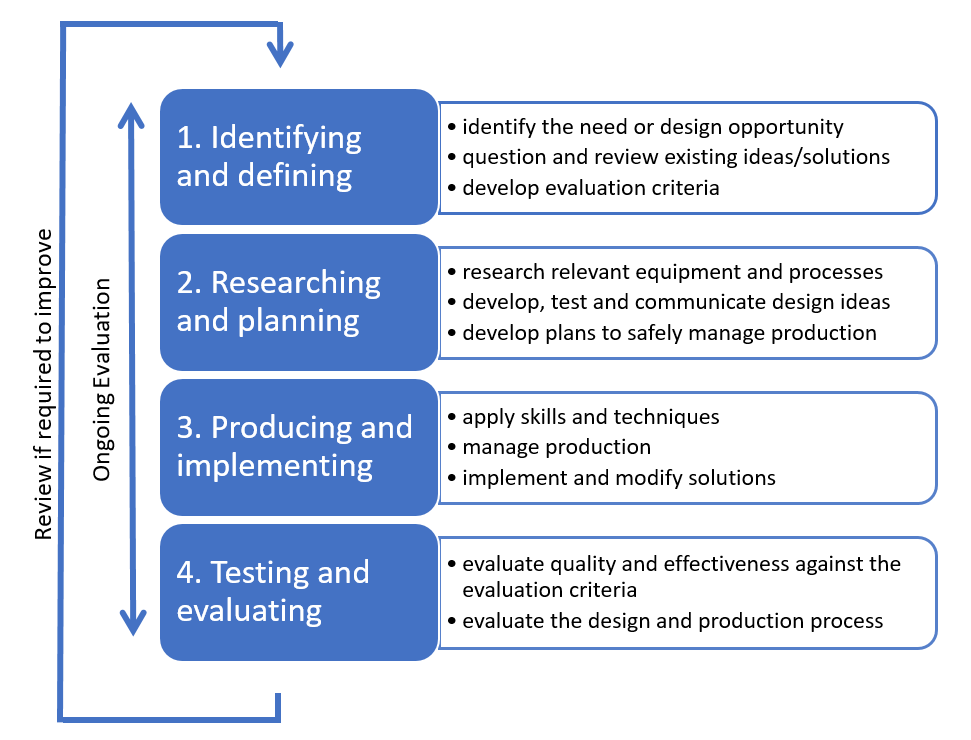 Review if required to improve
Ongoing Evaluation
1. Identifying
and defining
• identify the need or design opportunity
• question and review existing ideas/solutions
• develop evaluation criteria
2. Researching
and planning
• research relevant equipment and processes
• develop, test and communicate design ideas
• develop plans to safely manage production
3. Producing and
implementing
• apply skills and techniques
• manage production
• implement and modify solutions
4. Testing and
evaluating
• evaluate quality and effectiveness against the
evaluation criteria
• evaluate the design and production process